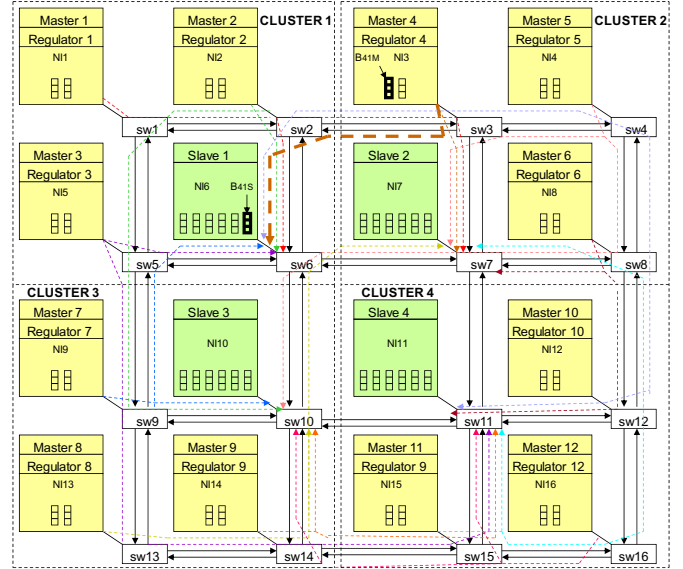 Master 1
Regulator 1
NI1
Master 2
Regulator 2
NI2
CLUSTER 1
Master 4
Regulator 4
NI3
B41M
Master 5
Regulator 5
NI4
CLUSTER 2
sw1
sw2
sw3
sw4
Master 3
Regulator 3
NI5
Slave 1
NI6
B41S
Slave 2
NI7
Master 6
Regulator 6
NI8
sw5
sw6
sw7
sw8
CLUSTER 3
CLUSTER 4
Master 7
Regulator 7
NI9
Slave 3
NI10
Slave 4
NI11
Master 10
Regulator 10
NI12
sw9
sw10
sw11
sw12
Master 8
Regulator 8
NI13
Master 9
Regulator 9
NI14
Master 11
Regulator 9
NI15
Master 12
Regulator 12
NI16
sw13
sw14
sw15
sw16